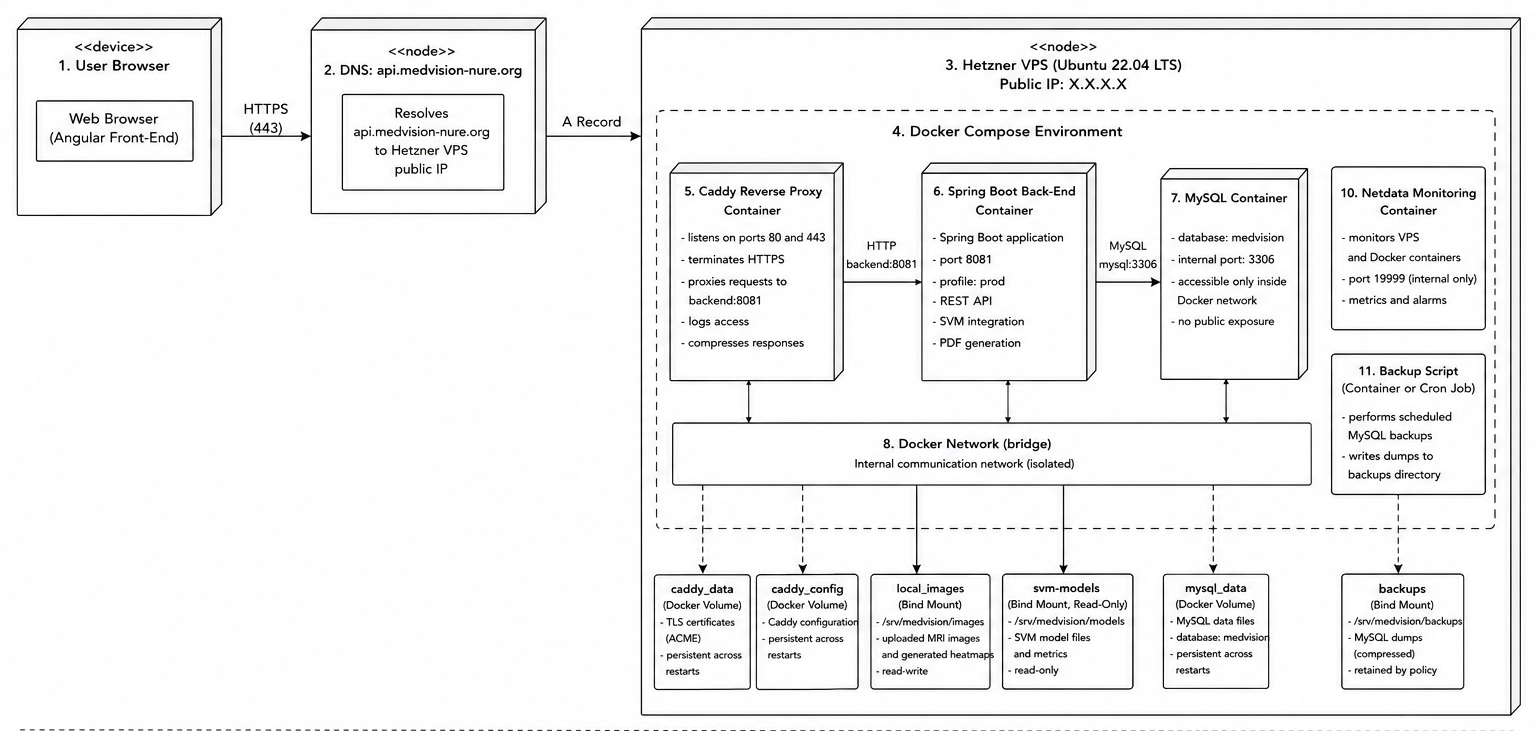 <<device>>
1. User Browser
Web Browser
(Angular Front-End)
HTTPS
(443)
<<node>>
2. DNS: api.medvision-nure.org
Resolves
api.medvision-nure.org
to Hetzner VPS
public IP
A Record
<<node>>
3. Hetzner VPS (Ubuntu 22.04 LTS)
Public IP: X.X.X.X
4. Docker Compose Environment
5. Caddy Reverse Proxy
Container
- listens on ports 80 and 443
- terminates HTTPS
- proxies requests to
backend:8081
- logs access
- compresses responses
HTTP
backend:8081
6. Spring Boot Back-End
Container
- Spring Boot application
- port 8081
- profile: prod
- REST API
- SVM integration
- PDF generation
MySQL
mysql:3306
7. MySQL Container
- database: medvision
- internal port: 3306
- accessible only inside
Docker network
- no public exposure
10. Netdata Monitoring
Container
- monitors VPS
and Docker containers
- port 19999 (internal only)
- metrics and alarms
11. Backup Script
(Container or Cron Job)
- performs scheduled
MySQL backups
- writes dumps to
backups directory
8. Docker Network (bridge)
Internal communication network (isolated)
caddy_data
(Docker Volume)
- TLS certificates
(ACME)
- persistent across
restarts
caddy_config
(Docker Volume)
- Caddy configuration
- persistent across
restarts
local_images
(Bind Mount)
- /srv/medvision/images
- uploaded MRI images
and generated heatmaps
- read-write
svm-models
(Bind Mount, Read-Only)
- /srv/medvision/models
- SVM model files
and metrics
- read-only
mysql_data
(Docker Volume)
- MySQL data files
- database: medvision
- persistent across
restarts
backups
(Bind Mount)
- /srv/medvision/backups
- MySQL dumps
(compressed)
- retained by policy